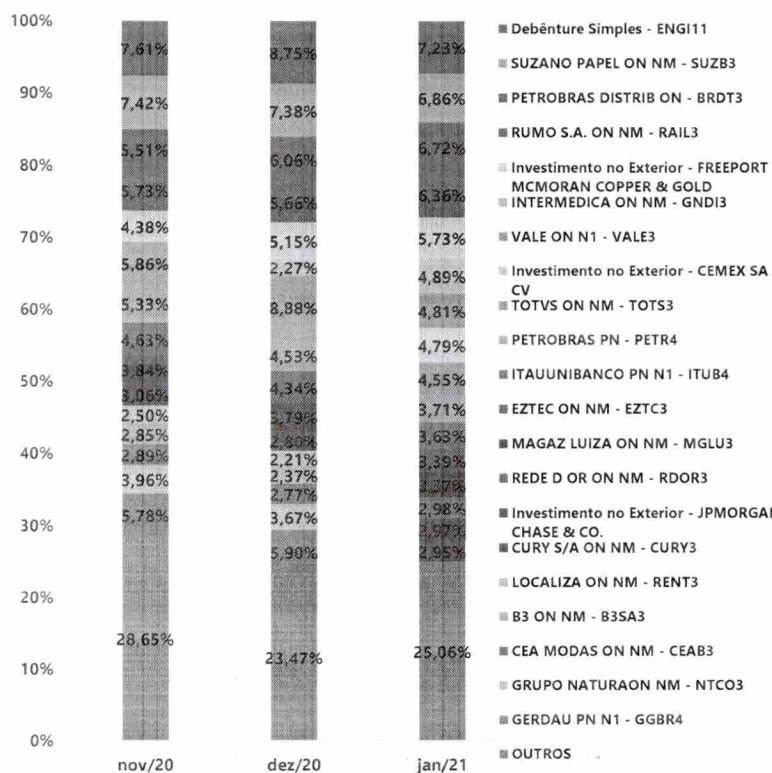 100%
90%
80%
70%
60%
50%
40%
30%
20%
10%
0%
7,61%
7,42%
5,51%
5,73%
4,38%
5,86%
5,33%
4,63%
3,84%
3,06%
2,50%
2,85%
2,89%
3,96%
5,78%
28,65%
nov/20
8,75%
7,38%
6,06%
5,66%
5,15%
2,27%
8,88%
4,53%
4,34%
3,79%
2,80%
2,21%
2,37%
2,77%
3,67%
5,90%
23,47%
dez/20
7,23%
6,86%
6,72%
6,36%
5,73%
4,89%
4,81%
4,79%
4,55%
3,71%
3,63%
3,39%
3,37%
2,98%
2,97%
2,95%
25,06%
jan/21
Debênture Simples - ENGI11
SUZANO PAPEL ON NM - SUZB3
PETROBRAS DISTRIB ON - BRDT3
RUMO S.A. ON NM - RAIL3
Investimento no Exterior - FREEPORT
MCMORAN COPPER & GOLD
INTERMEDICA ON NM - GNDI3
VALE ON N1 - VALE3
Investimento no Exterior - CEMEX SA
CV
TOTVS ON NM - TOTS3
PETROBRAS PN - PETR4
ITAUUNIBANCO PN N1 - ITUB4
EZTEC ON NM - EZTC3
MAGAZ LUIZA ON NM - MGLU3
REDE D OR ON NM - RDOR3
Investimento no Exterior - JPMORGAN
CHASE & CO.
CURY S/A ON NM - CURY3
LOCALIZA ON NM - RENT3
B3 ON NM - B3SA3
CEA MODAS ON NM - CEAB3
GRUPO NATURAON NM - NTCO3
GERDAU PN N1 - GGBR4
OUTROS